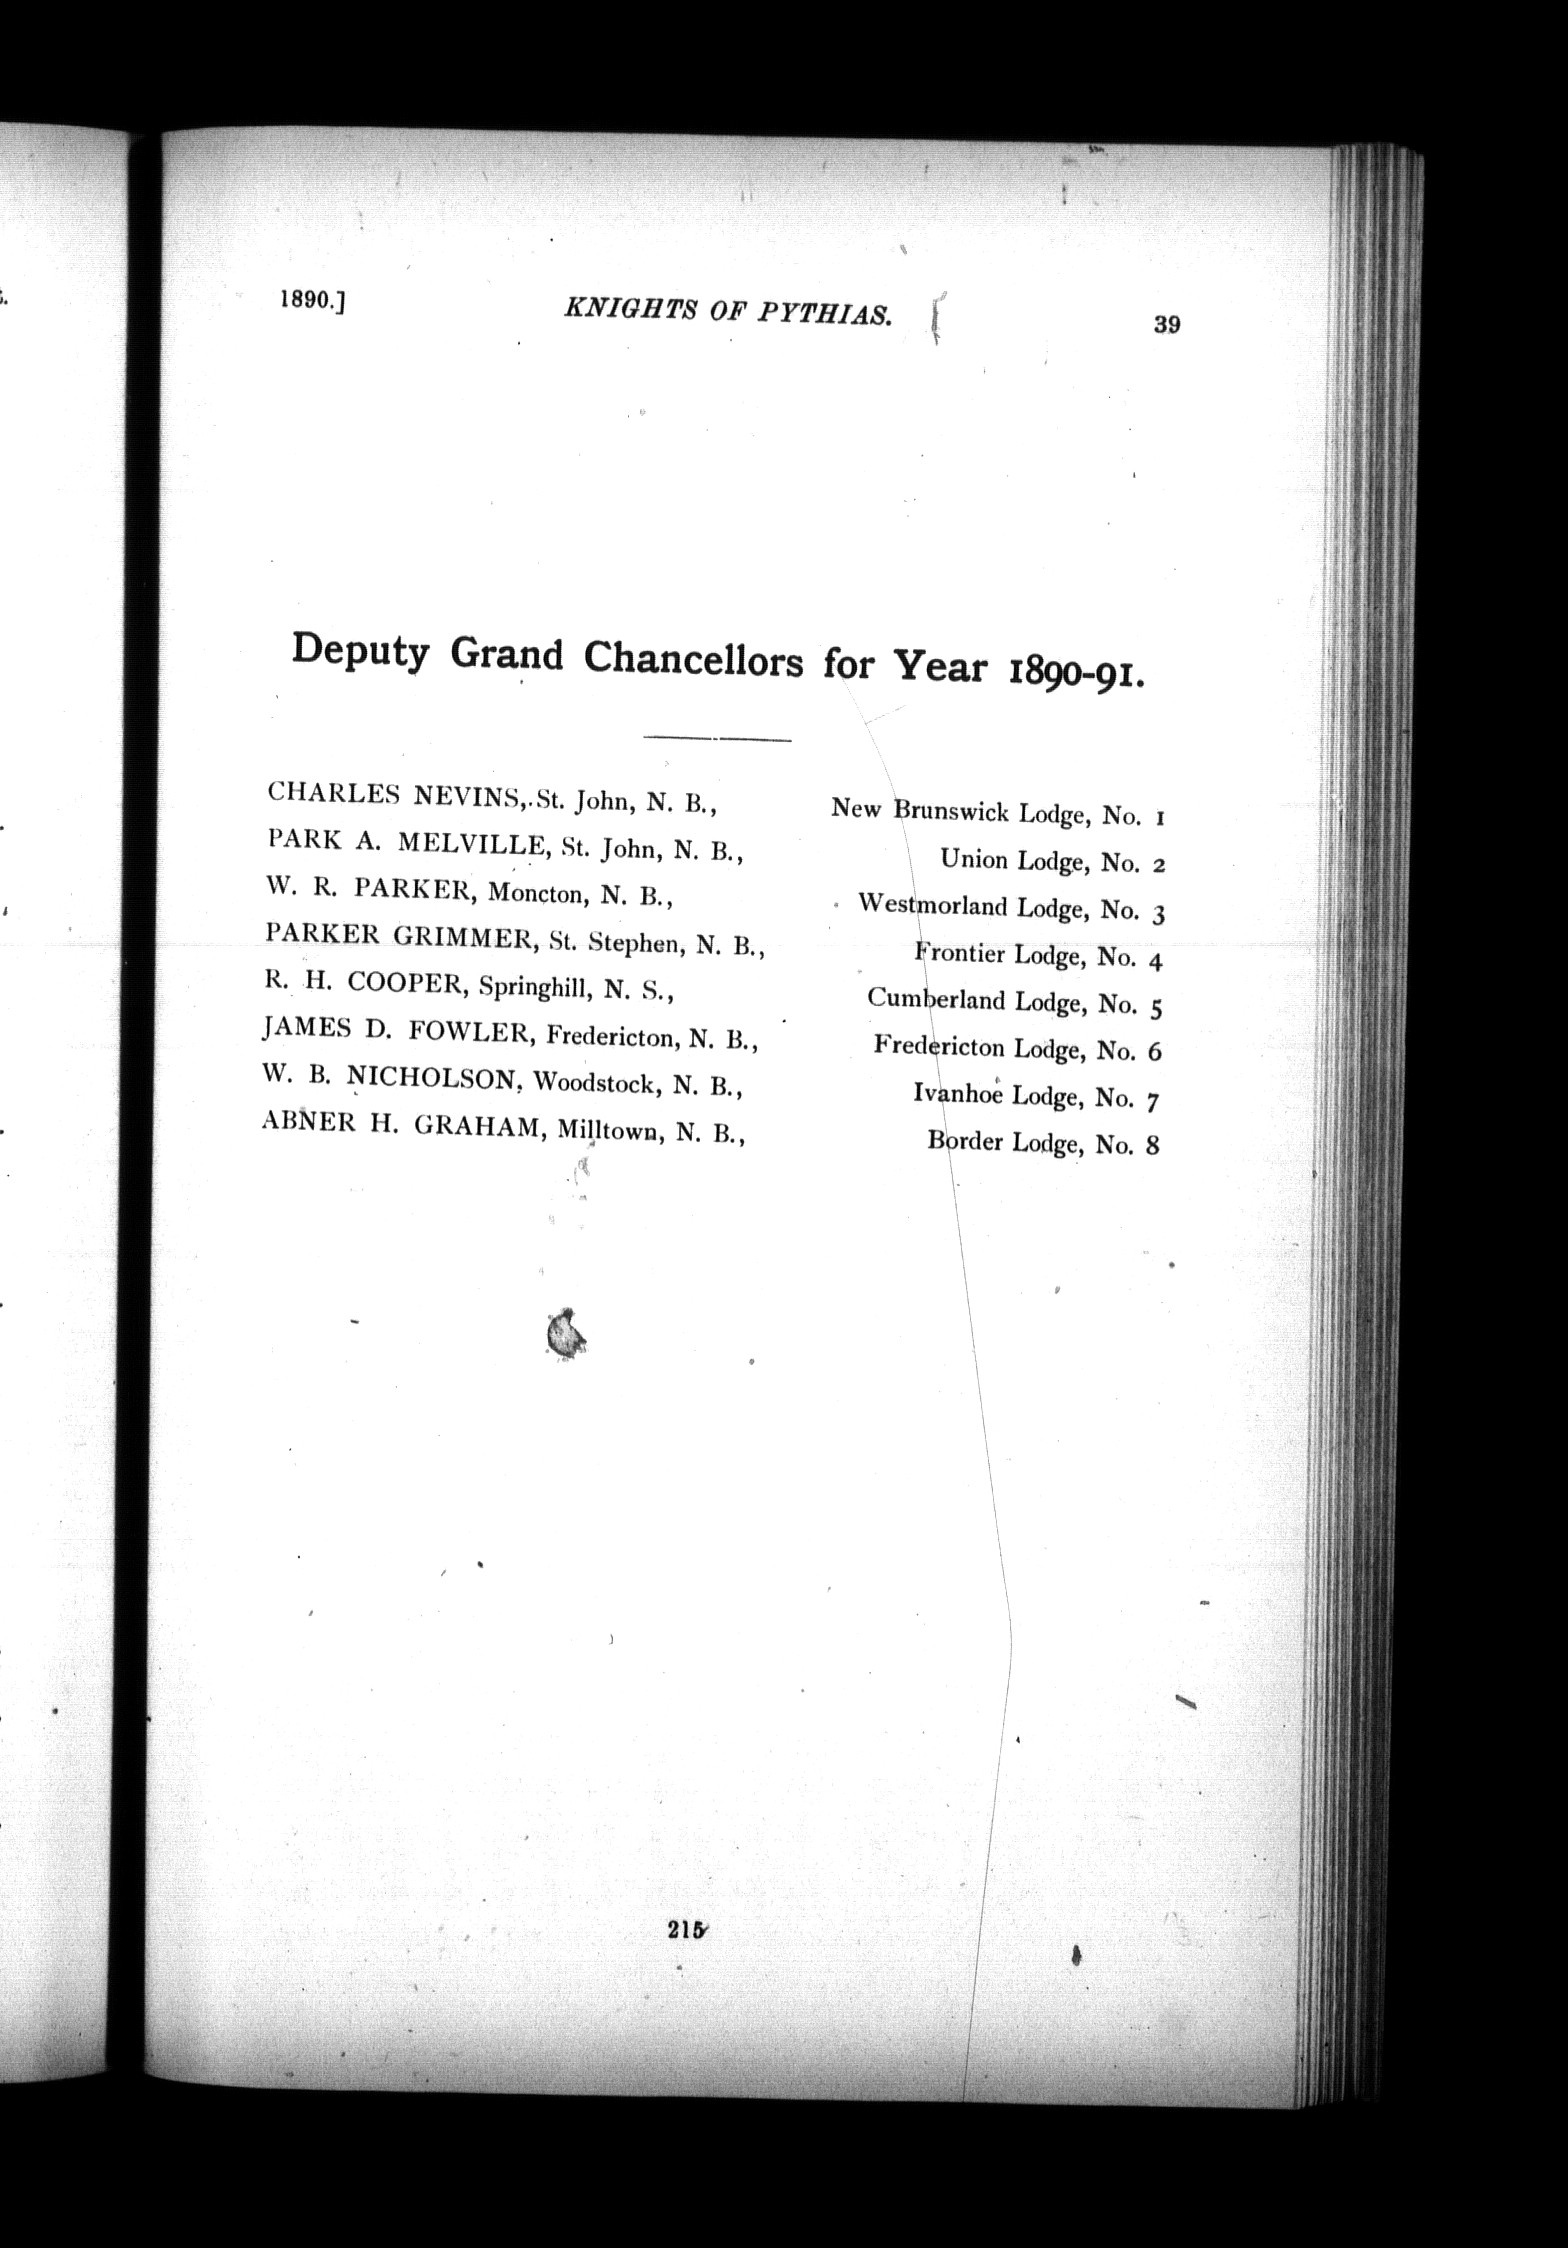 1890.] KNIGHTS OF PYTHIAS. 39
Deputy Grand Chancellors for Year 1890-91.
CHARLES NEVINS, St. John, N. B., New Brunswick Lodge, No. 1
PARK A. MELVILLE, St. John, N. B., Union Lodge, No. 2
W. R. PARKER, Moncton, N. B., Westmorland Lodge, No. 3
PARKER GRIMMER, St. Stephen, N. B., Frontier Lodge, No. 4
R. H. COOPER, Springhill, N. S., Cumberland Lodge, No. 5
JAMES D. FOWLER, Fredericton, N. B., Fredericton Lodge, No. 6
W. B. NICHOLSON, Woodstock, N. B., Ivanhoe Lodge, No. 7
ABNER H. GRAHAM, Milltown, N. B., Border Lodge, No. 8
215